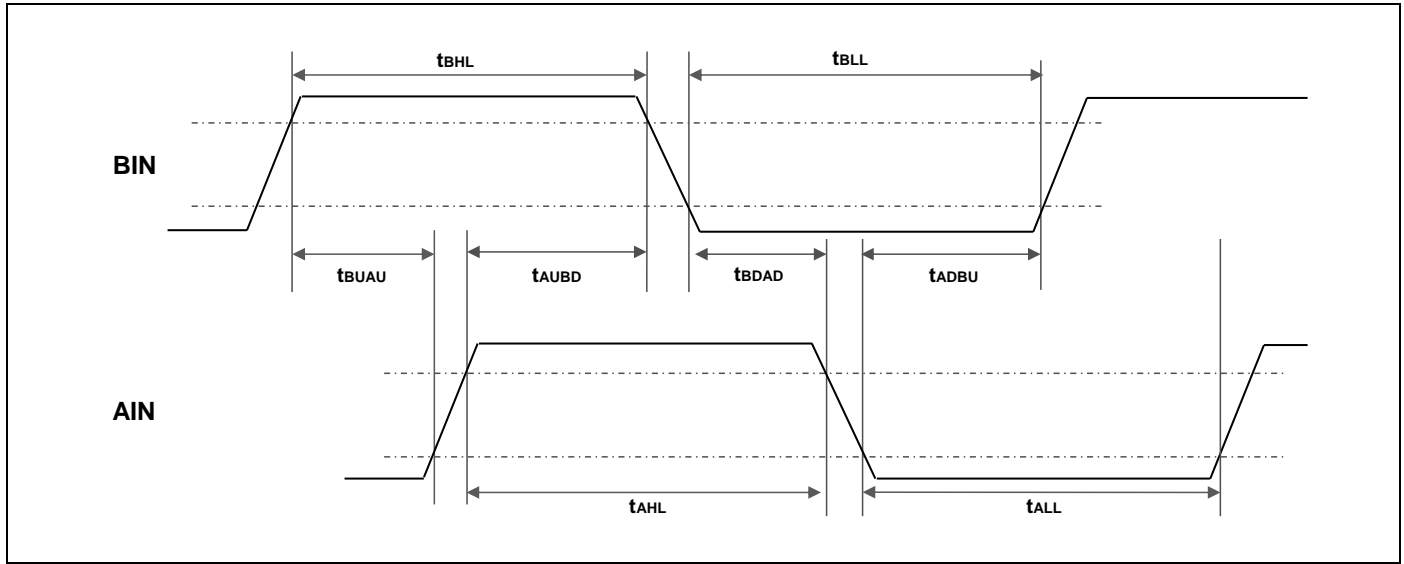 tBHL
tBLL
BIN
tBUAU
tAUBD
tBDAD
tADBU
AIN
tAHL
tALL